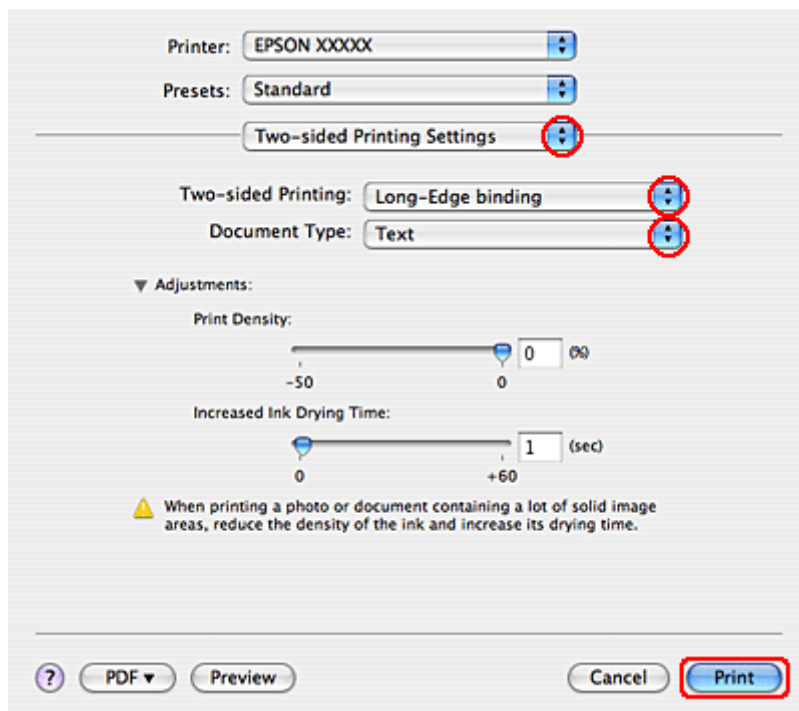 Printer: EPSON XXXXX
Presets: Standard
Two-sided Printing Settings
Two-sided Printing: Long-Edge binding
Document Type: Text
▼ Adjustments:
Print Density:
0 (%)
-50 0
Increased Ink Drying Time:
1 (sec)
0 +60
When printing a photo or document containing a lot of solid image
areas, reduce the density of the ink and increase its drying time.
? PDF ▼ Preview Cancel Print